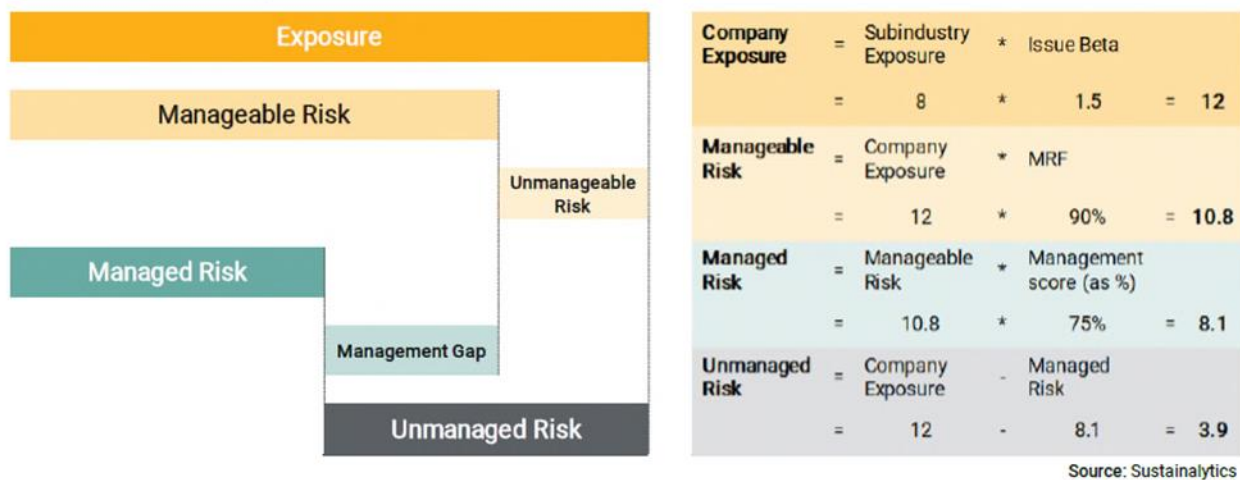 Exposure
Manageable Risk
Unmanageable
Risk
Managed Risk
Management Gap
Unmanaged Risk
Company Exposure = Subindustry Exposure * Issue Beta
= 8 * 1.5 = 12
Manageable Risk = Company Exposure * MRF
= 12 * 90% = 10.8
Managed Risk = Manageable Risk * Management score (as %)
= 10.8 * 75% = 8.1
Unmanaged Risk = Company Exposure - Managed Risk
= 12 - 8.1 = 3.9
Source: Sustainalytics